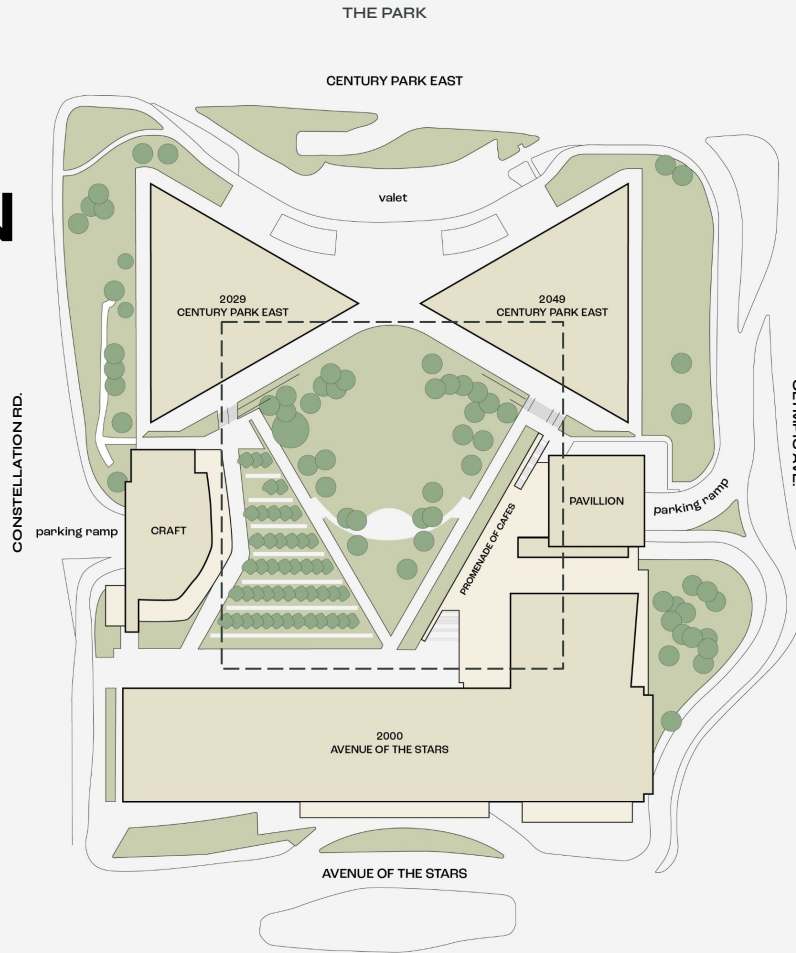 THE PARK
CENTURY PARK EAST
valet
2029
CENTURY PARK EAST
2049
CENTURY PARK EAST
CONSTELLATION RD.
parking ramp
CRAFT
PROMENADE OF CAFES
PAVILLION
parking ramp
2000
AVENUE OF THE STARS
AVENUE OF THE STARS